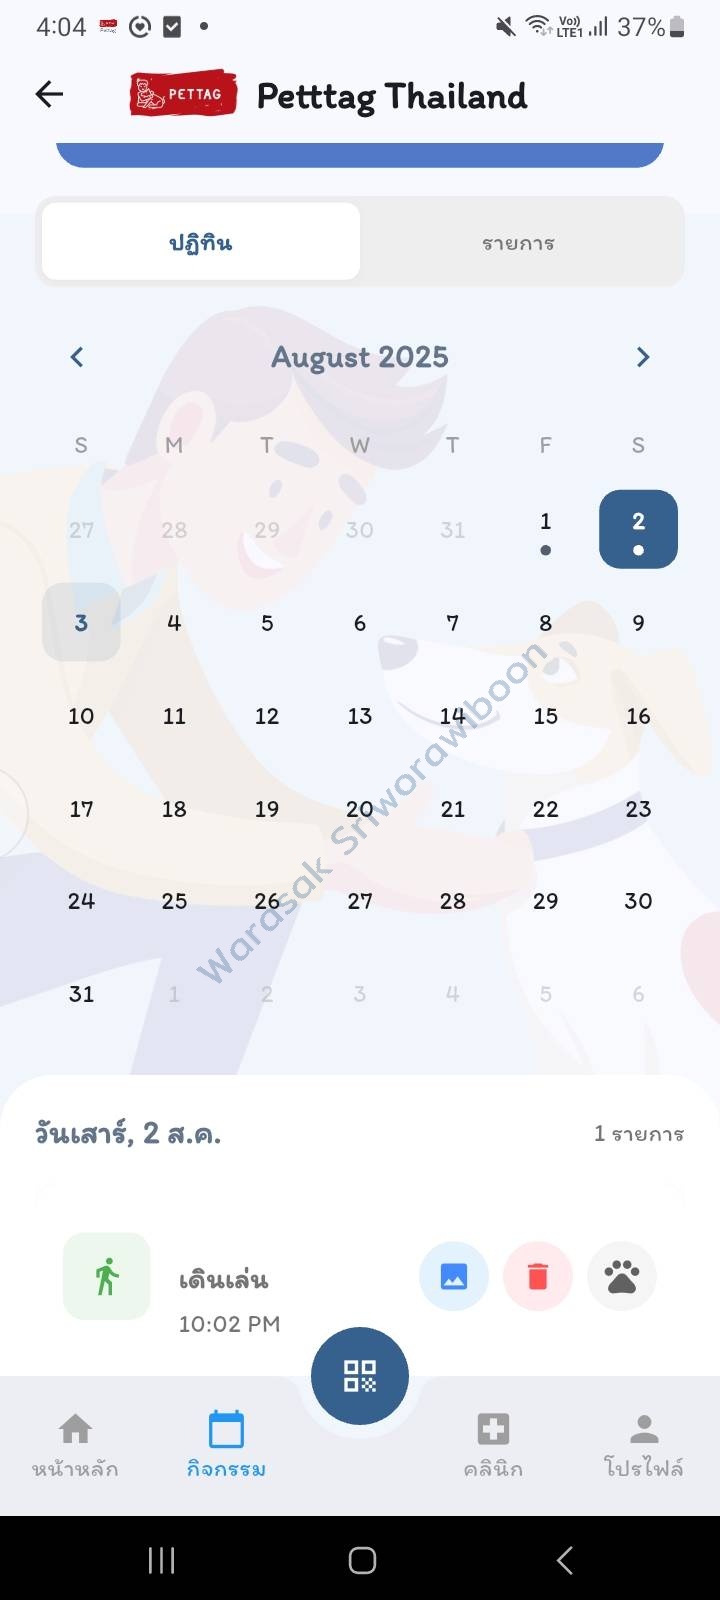 4:04 Vo)) LTE1 37%
PETTAG Petttag Thailand
ปฏิทิน รายการ
August 2025
S M T W T F S
27 28 29 30 31 1 2
3 4 5 6 7 8 9
10 11 12 13 14 15 16
17 18 19 20 21 22 23
24 25 26 27 28 29 30
31 1 2 3 4 5 6
Warasak Sriworawiboon
วันเสาร์, 2 ส.ค. 1 รายการ
เดินเล่น
10:02 PM
หน้าหลัก กิจกรรม คลินิก โปรไฟล์